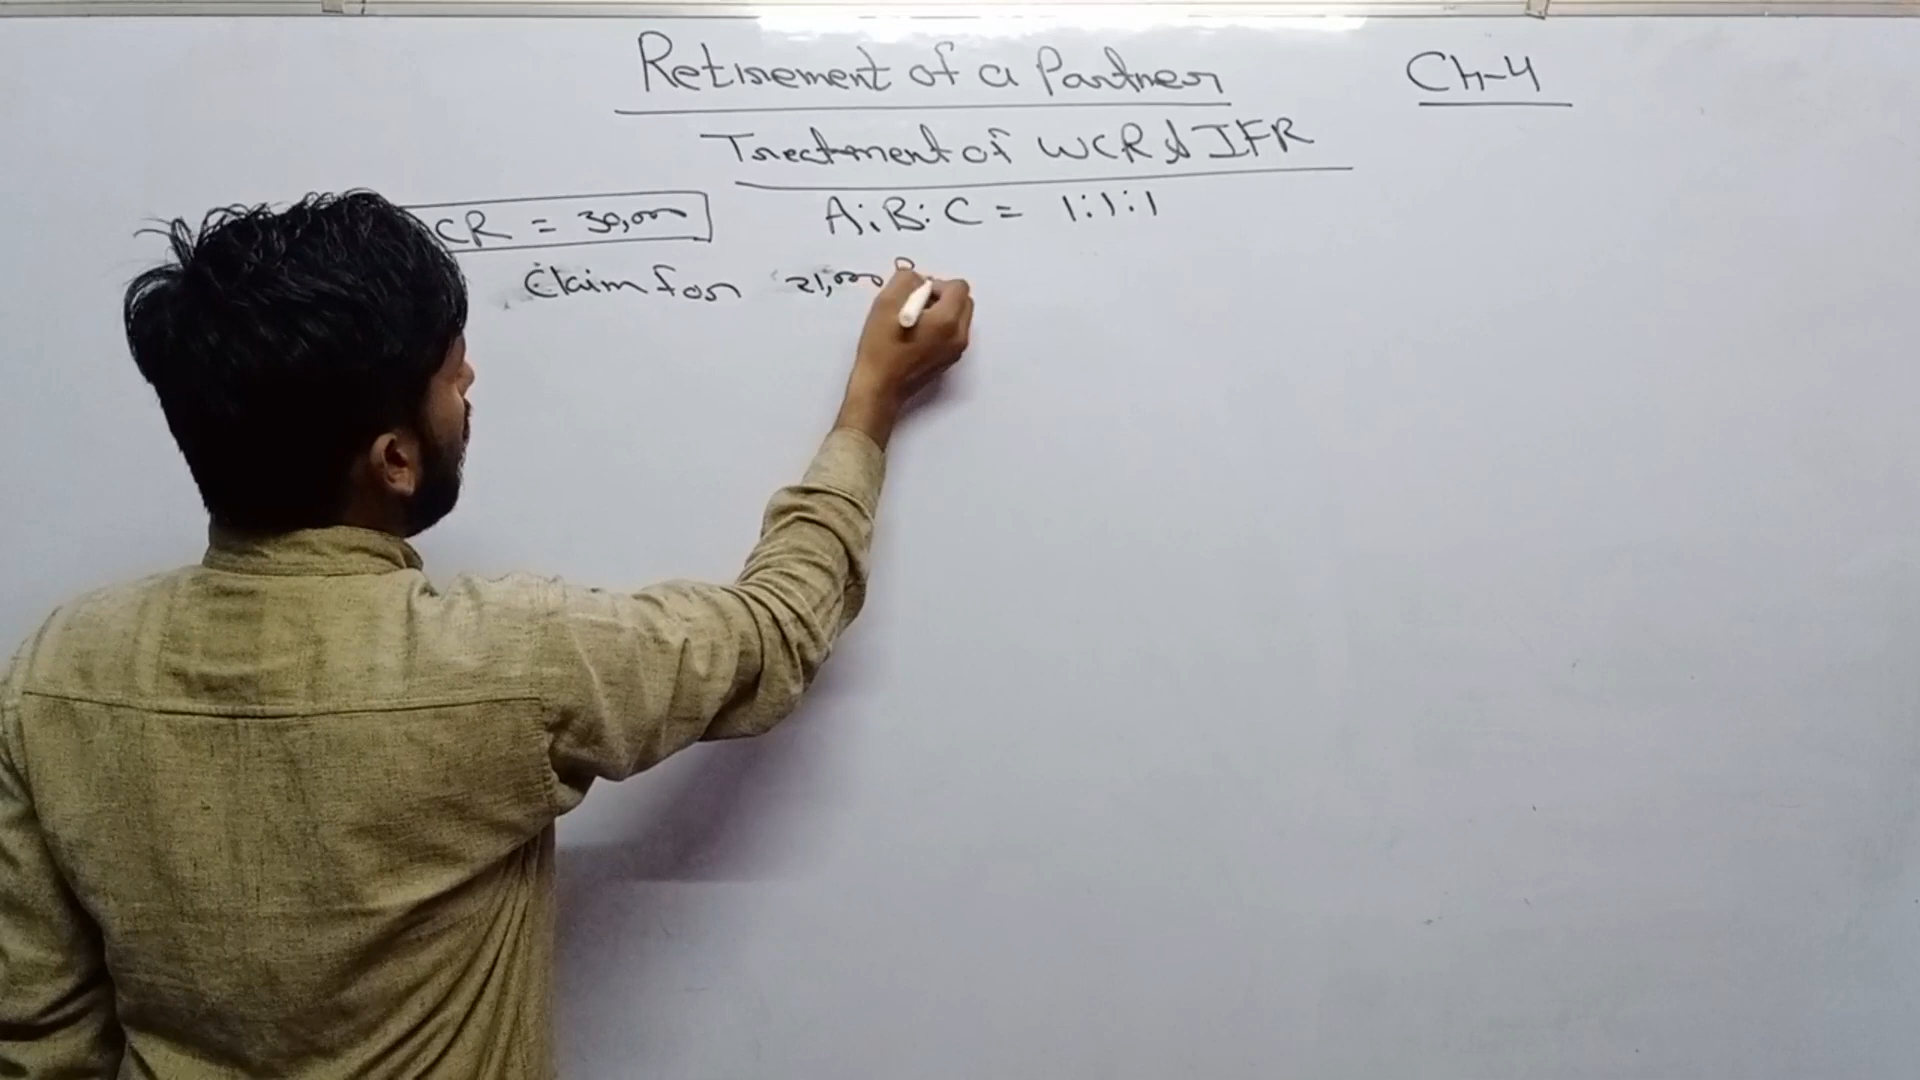 Retirement of a Partner
Ch-4
Treatment of WCR & IFR
CR = 30,000
A:B:C = 1:1:1
Claim for 21,000